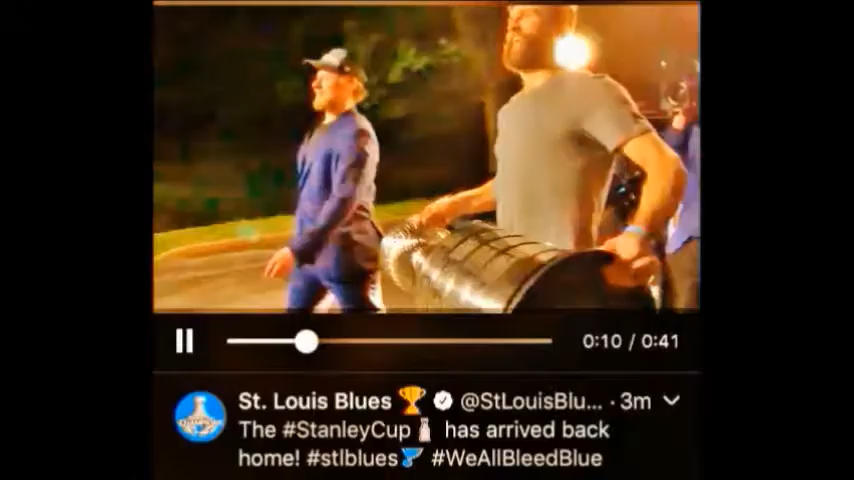 0:10 / 0:41
St. Louis Blues 🏆 @StLouisBlu... · 3m
The #StanleyCup has arrived back
home! #stlblues #WeAllBleedBlue